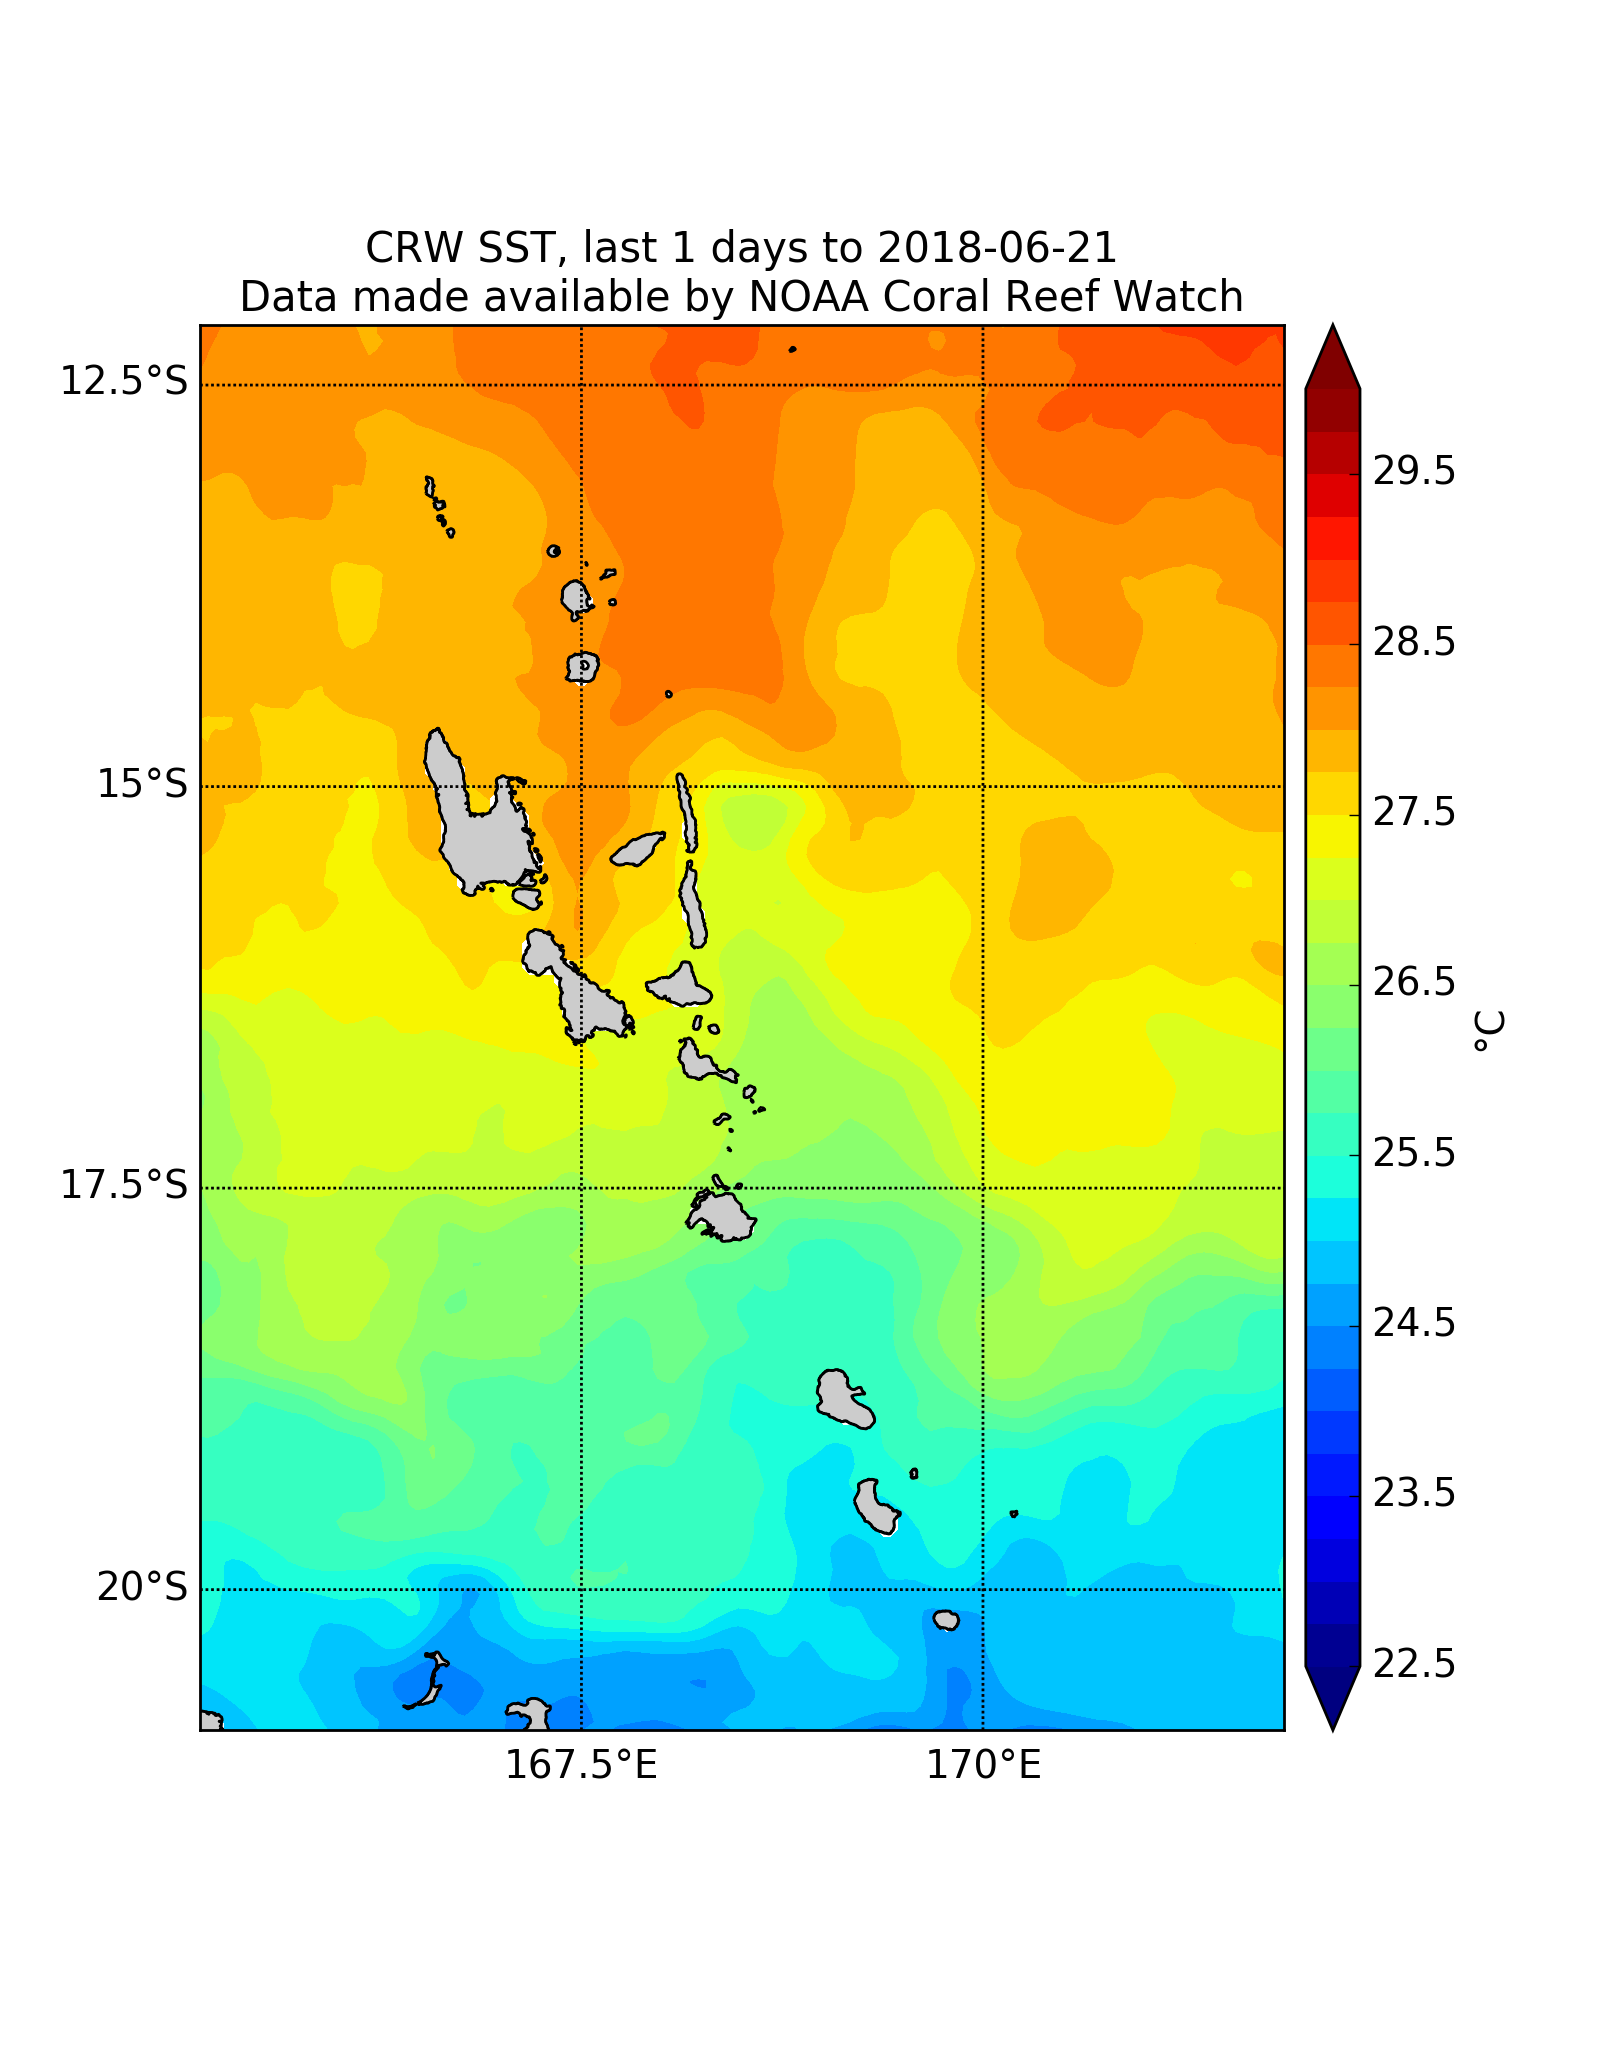 CRW SST, last 1 days to 2018-06-21
Data made available by NOAA Coral Reef Watch
12.5°S
15°S
17.5°S
20°S
167.5°E
170°E
29.5
28.5
27.5
26.5
25.5
24.5
23.5
22.5
°C